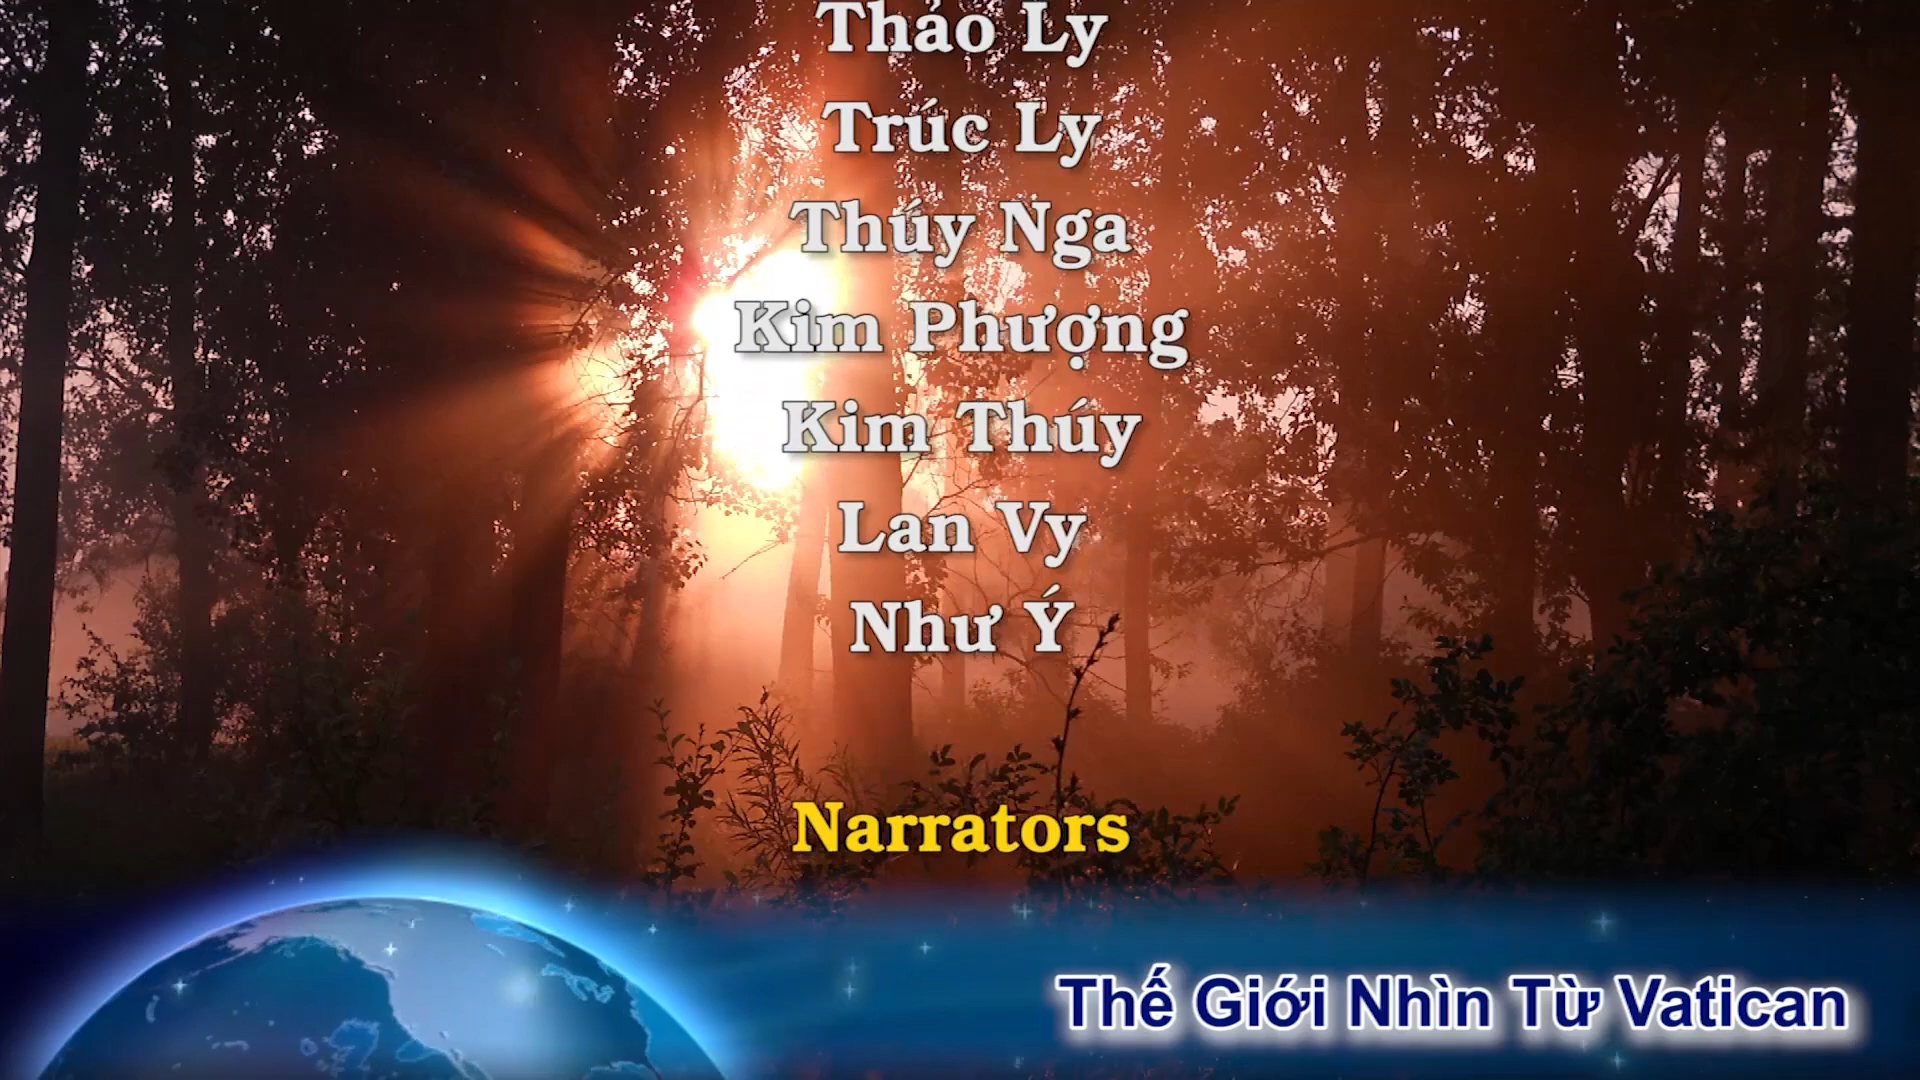 Thảo Ly
Trúc Ly
Thúy Nga
Kim Phượng
Kim Thúy
Lan Vy
Như Ý
Narrators
Thế Giới Nhìn Từ Vatican